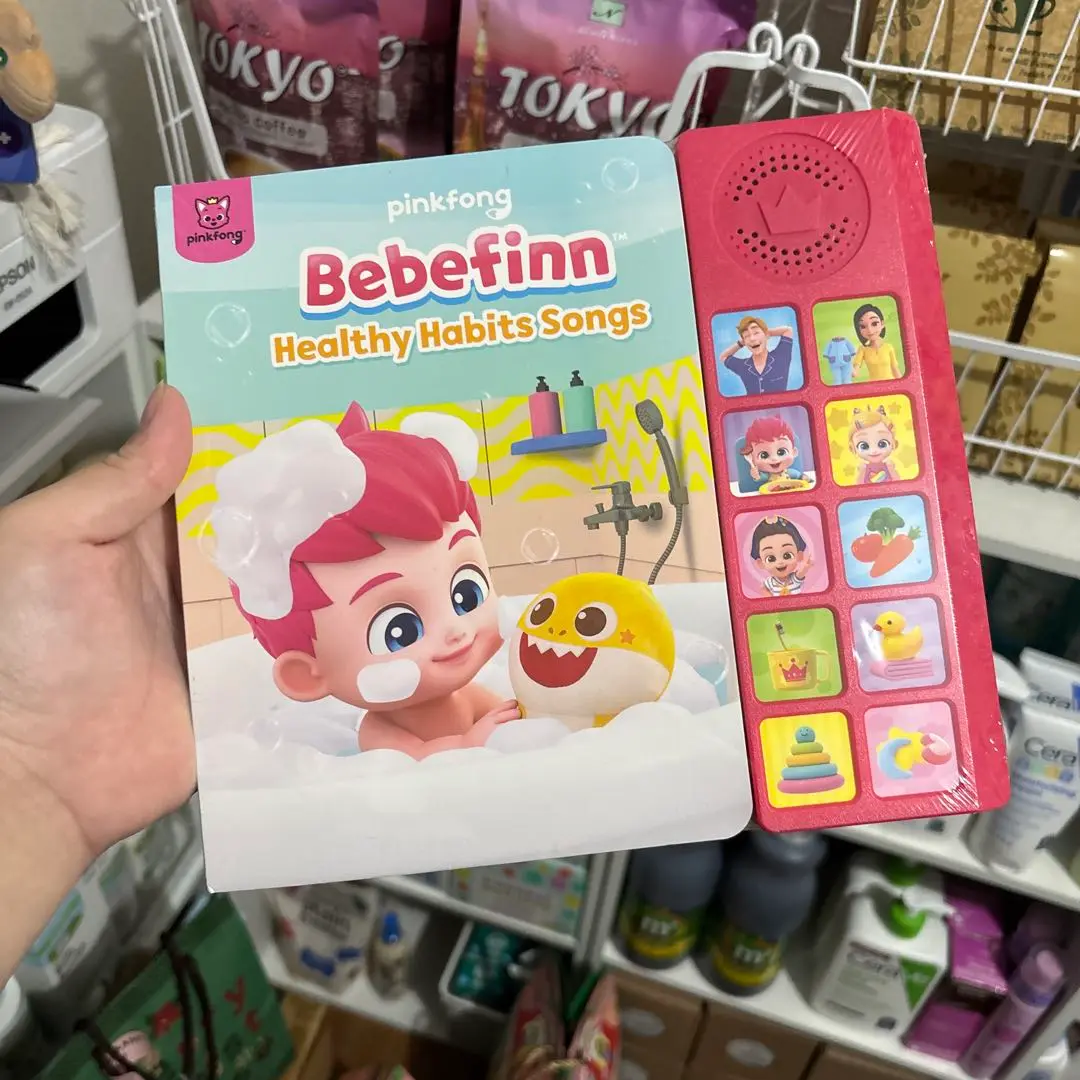 TOKYO
coffee
TOKYO
pinkfong
pinkfong
Bebefinn™
Healthy Habits Songs
EPSON
CeraVe